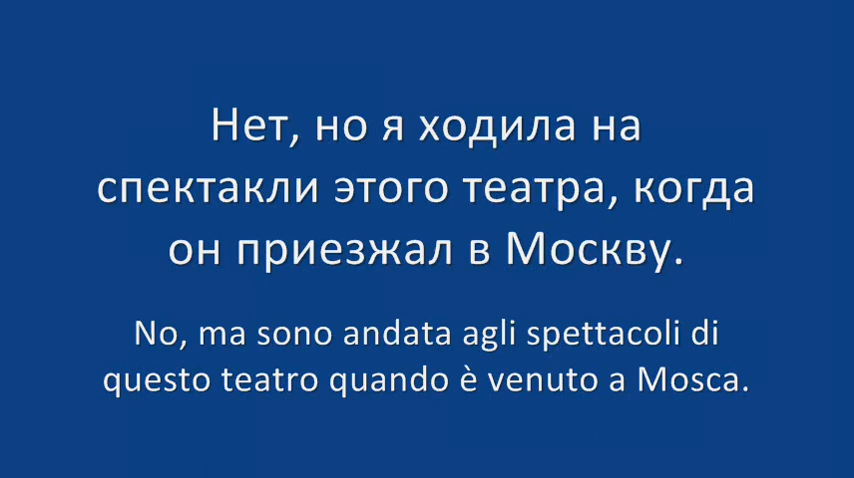 Нет, но я ходила на
спектакли этого театра, когда
он приезжал в Москву.
No, ma sono andata agli spettacoli di
questo teatro quando è venuto a Mosca.